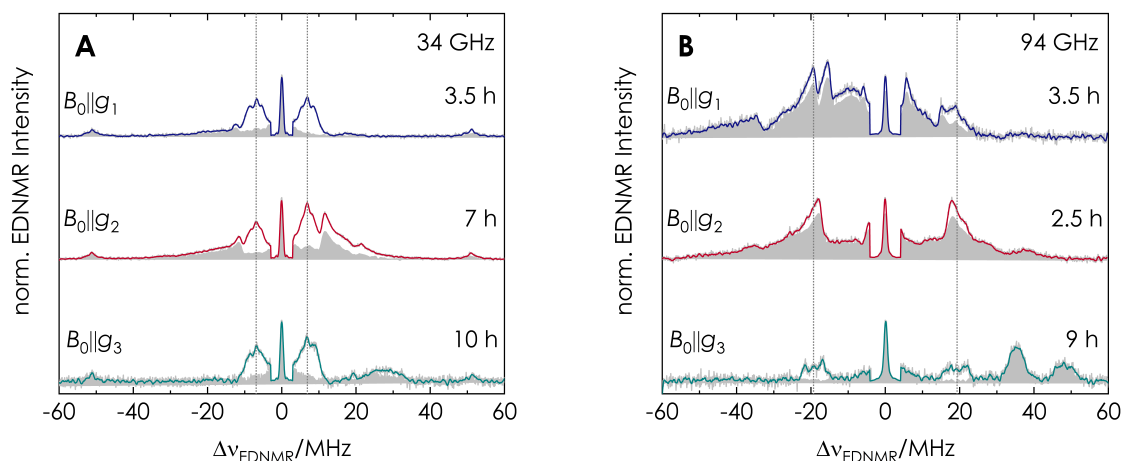 A
34 GHz
B0||g1
3.5 h
B0||g2
7 h
B0||g3
10 h
norm. EDNMR Intensity
-60 -40 -20 0 20 40 60
ΔνEDNMR/MHz
B
94 GHz
B0||g1
3.5 h
B0||g2
2.5 h
B0||g3
9 h
norm. EDNMR Intensity
-60 -40 -20 0 20 40 60
ΔνEDNMR/MHz